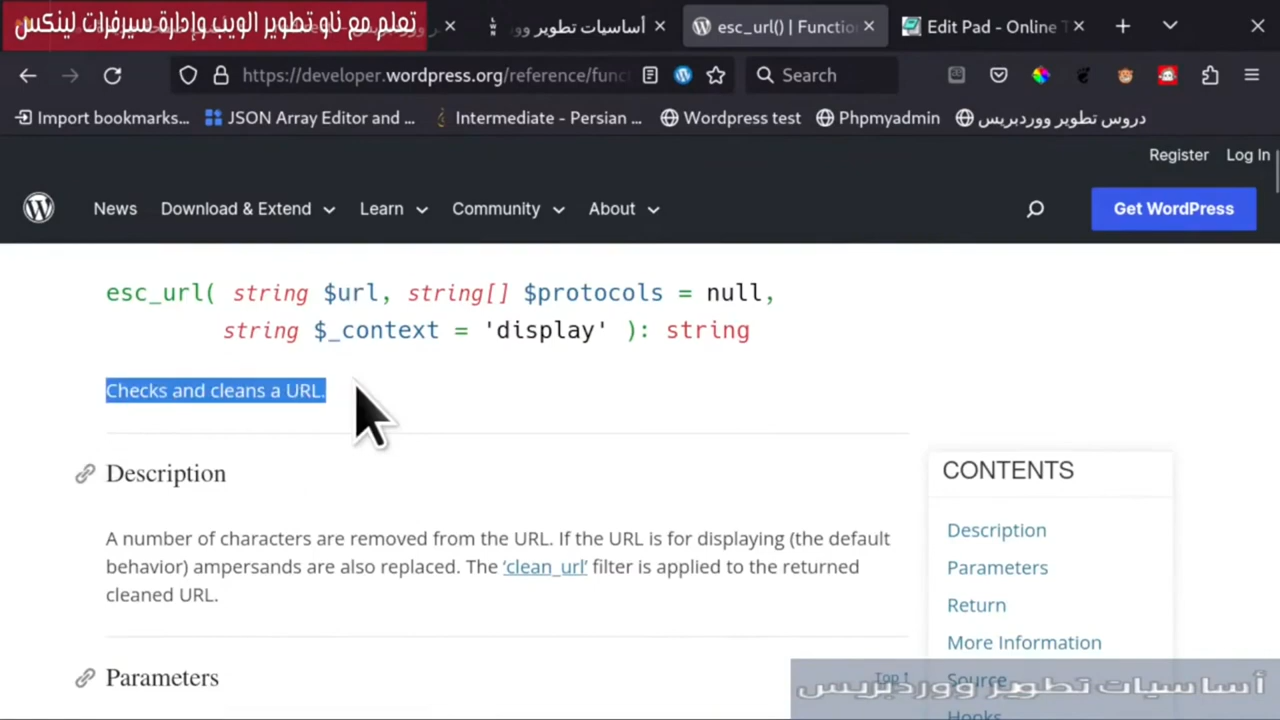 تعلم مع ناو تطوير الويب وإدارة سيرفرات لينكس
أساسيات تطوير وور
esc_url() | Functio
Edit Pad - Online T
https://developer.wordpress.org/reference/func
Search
Import bookmarks...
JSON Array Editor and ...
Intermediate - Persian ...
Wordpress test
Phpmyadmin
دروس تطوير ووردبريس
Register
Log In
News
Download & Extend
Learn
Community
About
Get WordPress
esc_url( string $url, string[] $protocols = null,
string $_context = 'display' ): string
Checks and cleans a URL.
Description
A number of characters are removed from the URL. If the URL is for displaying (the default
behavior) ampersands are also replaced. The ‘clean_url’ filter is applied to the returned
cleaned URL.
Parameters
CONTENTS
Description
Parameters
Return
More Information
Source
Hooks
Top ↑
أساسيات تطوير ووردبريس